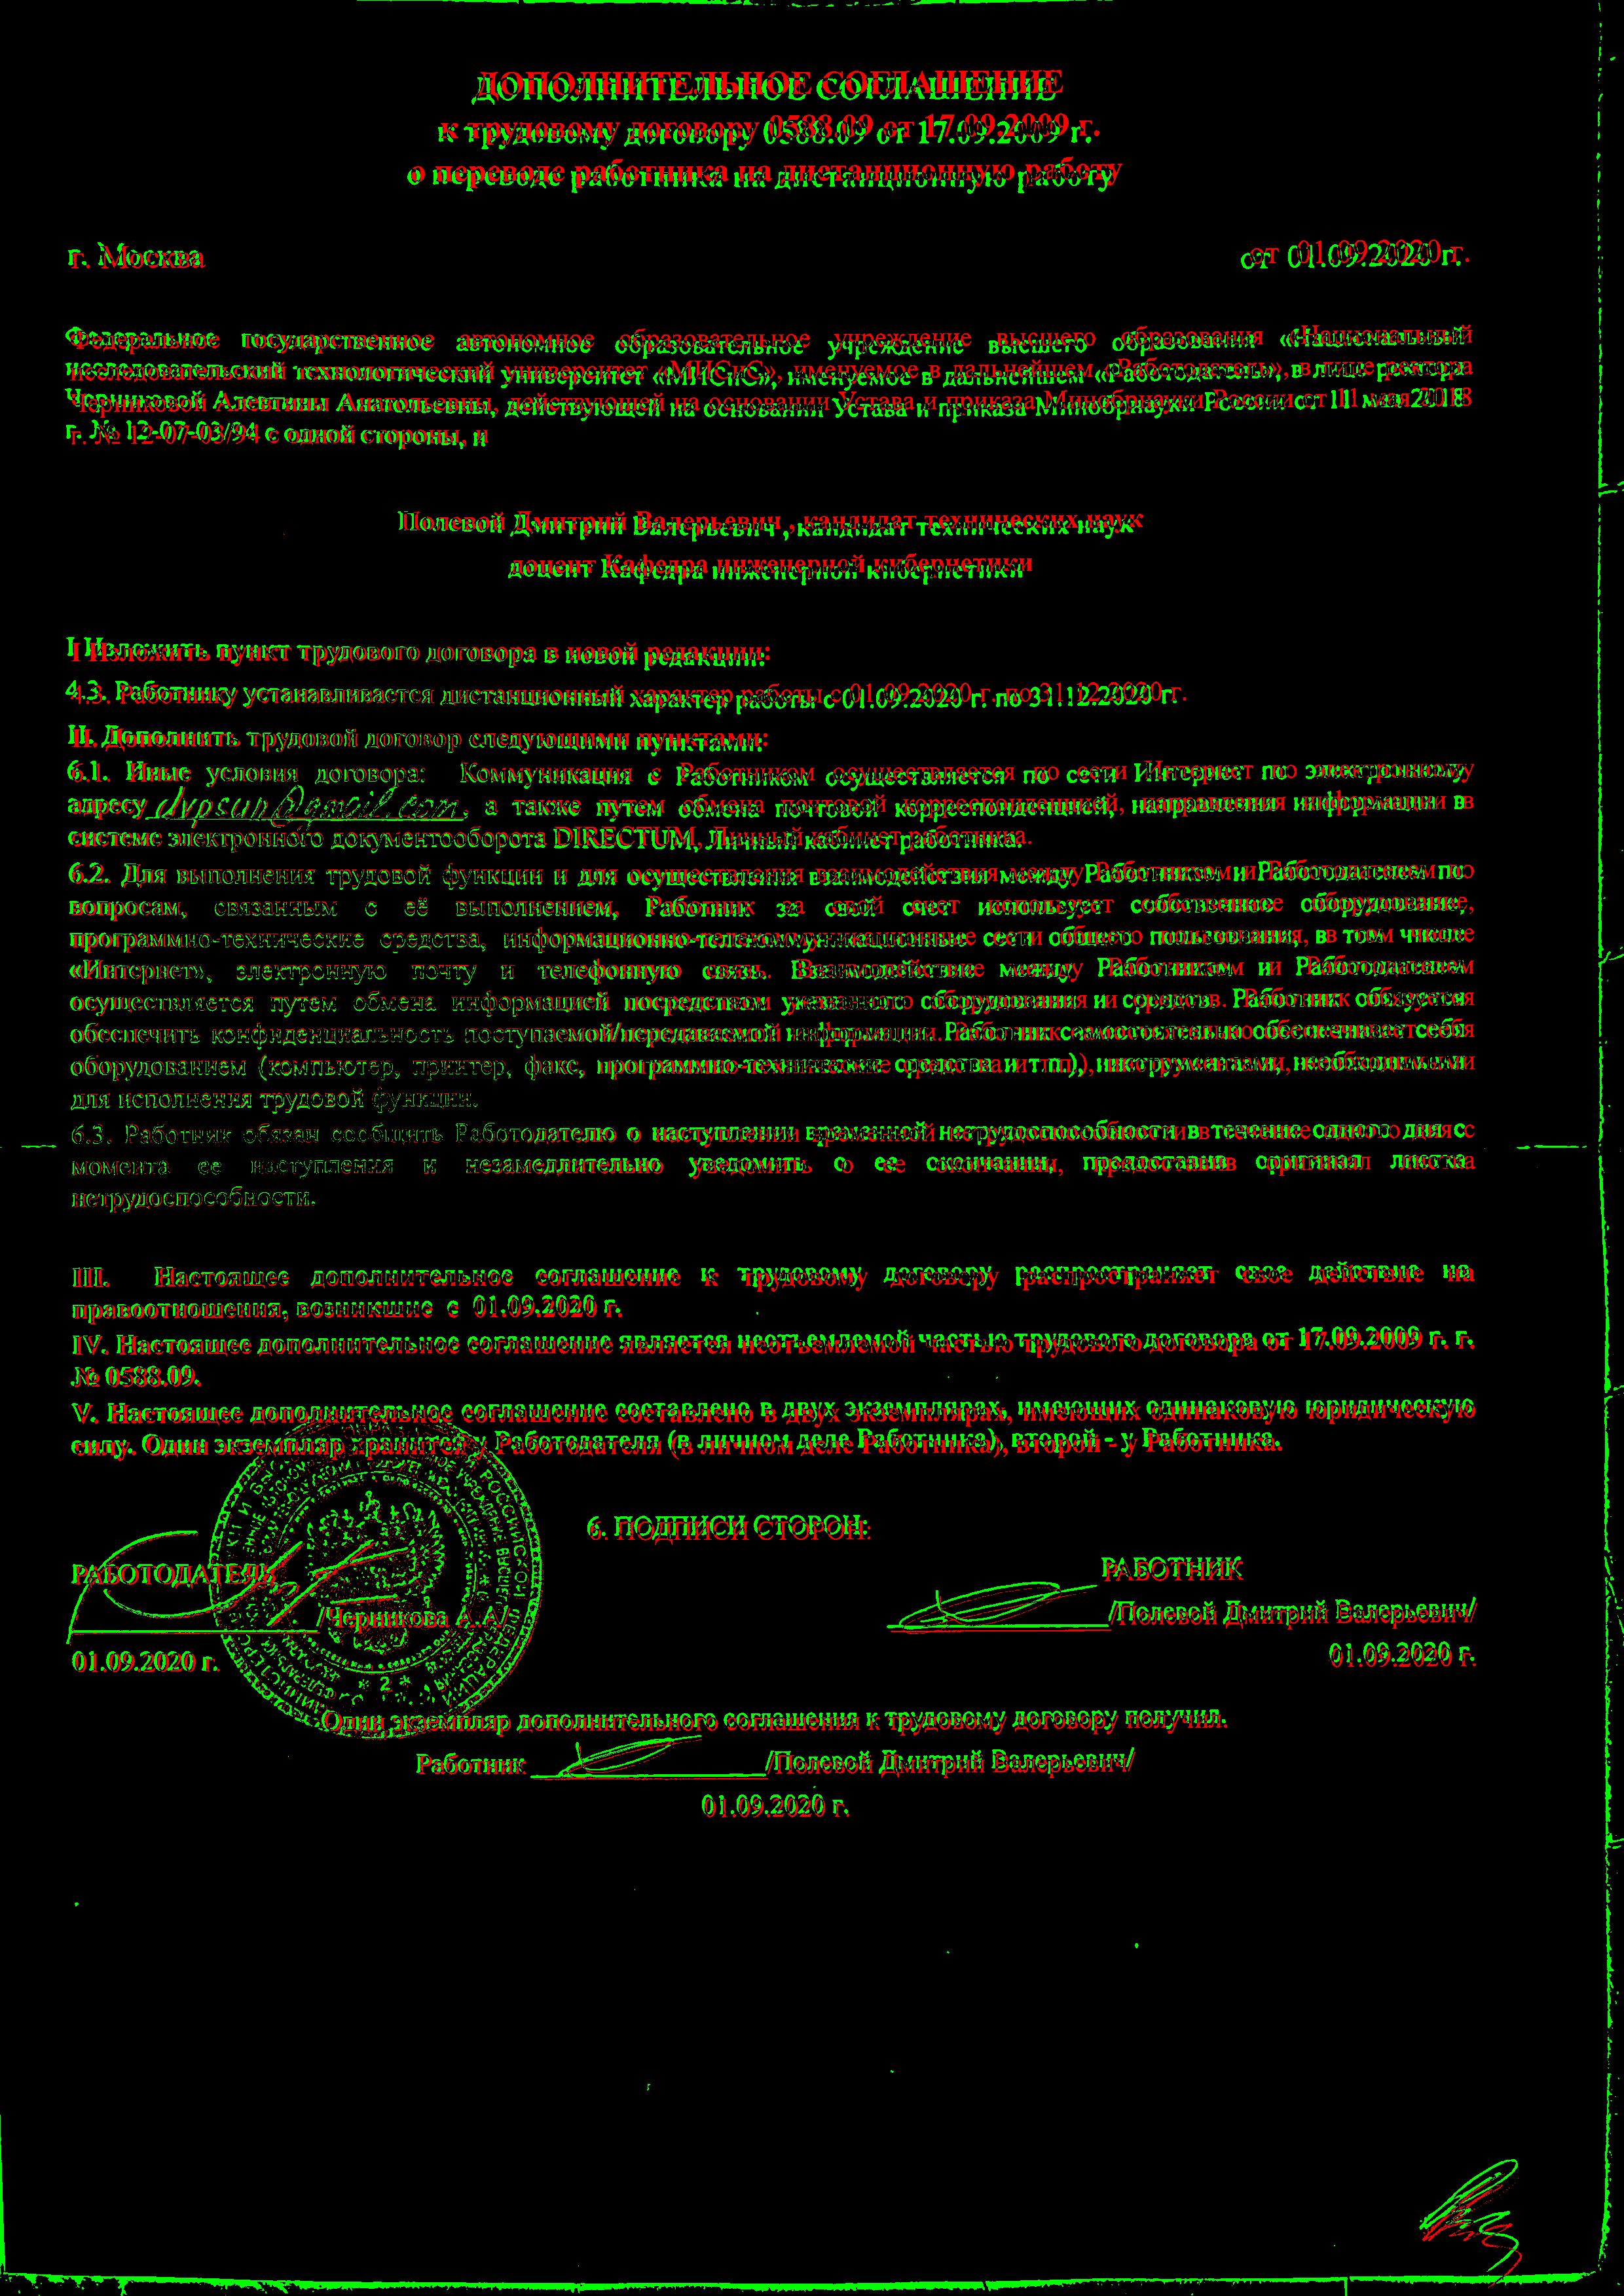 ДОПОЛНИТЕЛЬНОЕ СОГЛАШЕНИЕ
к трудовому договору 0588.09 от 17.09.2009 г.
о переводе работника на дистанционную работу
г. Москва
от 01.09.2020 г.
Федеральное государственное автономное образовательное учреждение высшего образования «Национальный
исследовательский технологический университет «МИСиС», именуемое в дальнейшем «Работодатель», в лице ректора
Черниковой Алевтины Анатольевны, действующей на основании Устава и приказа Минобрнауки России от 11 мая 2018
г. № 12-07-03/94 с одной стороны, и
Полевой Дмитрий Валерьевич , кандидат технических наук
доцент Кафедра инженерной кибернетики
I Изложить пункт трудового договора в новой редакции:
4.3. Работнику устанавливается дистанционный характер работы с 01.09.2020 г. по 31.12.2020 г.
II. Дополнить трудовой договор следующими пунктами:
6.1. Иные условия договора: Коммуникация с Работником осуществляется по сети Интернет по электронному
адресу dvpsun@gmail.com, а также путем обмена почтовой корреспонденцией, направления информации в
системе электронного документооборота DIRECTUM, Личный кабинет работника.
6.2. Для выполнения трудовой функции и для осуществления взаимодействия между Работником и Работодателем по
вопросам, связанным с её выполнением, Работник за свой счет использует собственное оборудование,
программно-технические средства, информационно-телекоммуникационные сети общего пользования, в том числе
«Интернет», электронную почту и телефонную связь. Взаимодействие между Работником и Работодателем
осуществляется путем обмена информацией посредством указанного оборудования и средств. Работник обязуется
обеспечить конфиденциальность поступаемой/передаваемой информации. Работник самостоятельно обеспечивает себя
оборудованием (компьютер, принтер, факс, программно-технические средства и т п), инструментами, необходимыми
для исполнения трудовой функции.
6.3. Работник обязан сообщить Работодателю о наступлении временной нетрудоспособности в течение одного дня с
момента ее наступления и незамедлительно уведомить о ее окончании, предоставив оригинал листка
нетрудоспособности.
III. Настоящее дополнительное соглашение к трудовому договору распространяет свое действие на
правоотношения, возникшие с 01.09.2020 г.
IV. Настоящее дополнительное соглашение является неотъемлемой частью трудового договора от 17.09.2009 г. г.
№ 0588.09.
V. Настоящее дополнительное соглашение составлено в двух экземплярах, имеющих одинаковую юридическую
силу. Один экземпляр хранится у Работодателя (в личном деле Работника), второй - у Работника.
6. ПОДПИСИ СТОРОН:
РАБОТОДАТЕЛЬ
РАБОТНИК
/Черникова А.А/
/Полевой Дмитрий Валерьевич/
01.09.2020 г.
01.09.2020 г.
* 2 *
Один экземпляр дополнительного соглашения к трудовому договору получил.
Работник /Полевой Дмитрий Валерьевич/
01.09.2020 г.